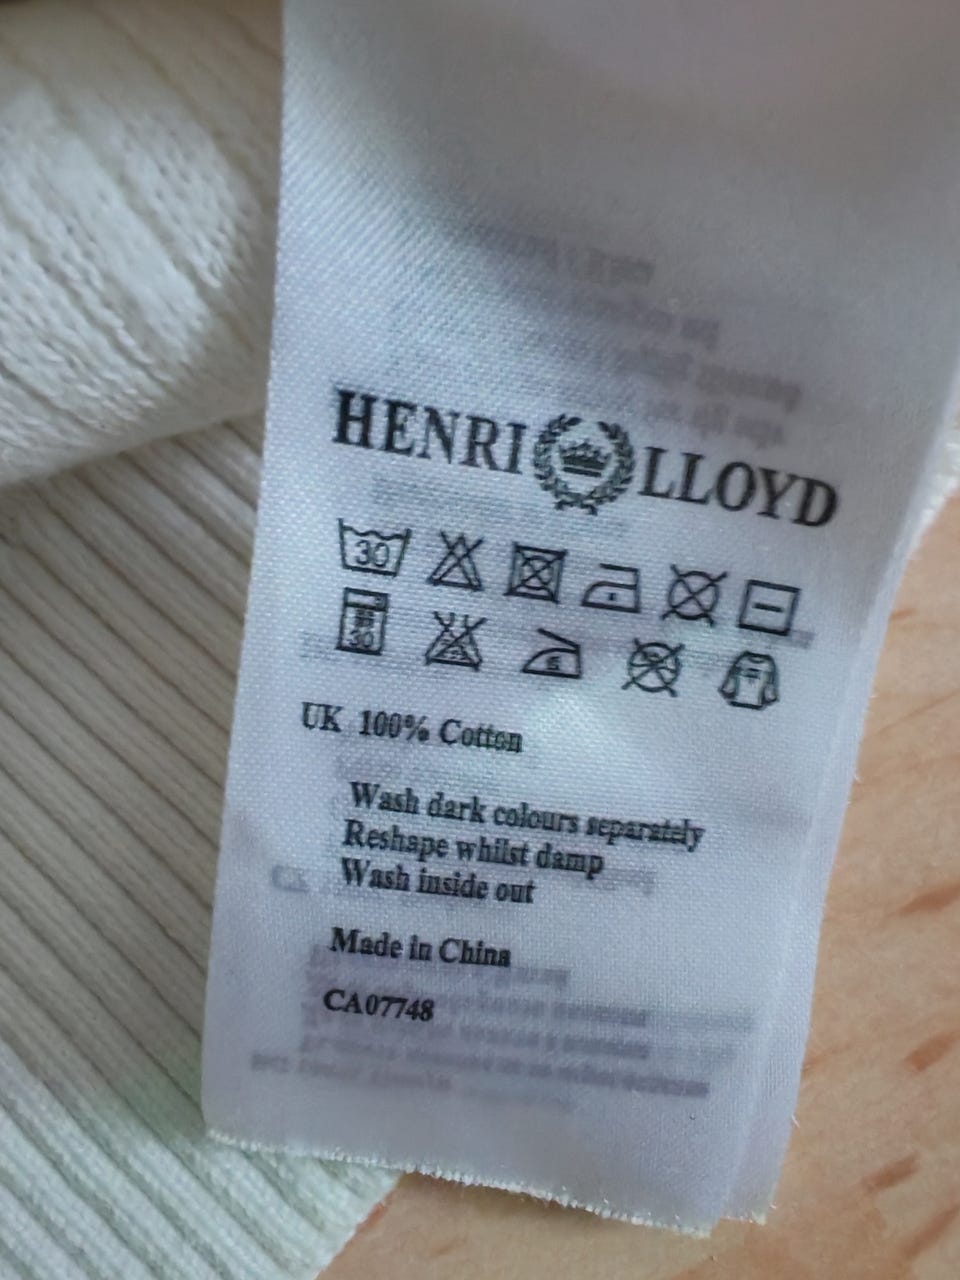 HENRI LLOYD
30
30
UK 100% Cotton
Wash dark colours separately
Reshape whilst damp
Wash inside out
Made in China
CA07748